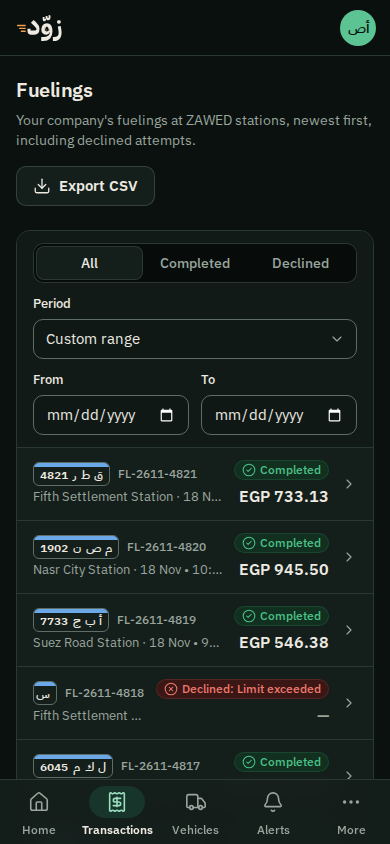 زوّد
أص
Fuelings
Your company's fuelings at ZAWED stations, newest first,
including declined attempts.
Export CSV
All Completed Declined
Period
Custom range
From To
mm/dd/yyyy mm/dd/yyyy
ق ط ر 4821 FL-2611-4821 Completed
Fifth Settlement Station · 18 N... EGP 733.13
م ص ن 1902 FL-2611-4820 Completed
Nasr City Station · 18 Nov • 10:... EGP 945.50
أ ب ج 7733 FL-2611-4819 Completed
Suez Road Station · 18 Nov • 9... EGP 546.38
س FL-2611-4818 Declined: Limit exceeded
Fifth Settlement ... —
ل ك م 6045 FL-2611-4817 Completed
Home Transactions Vehicles Alerts More